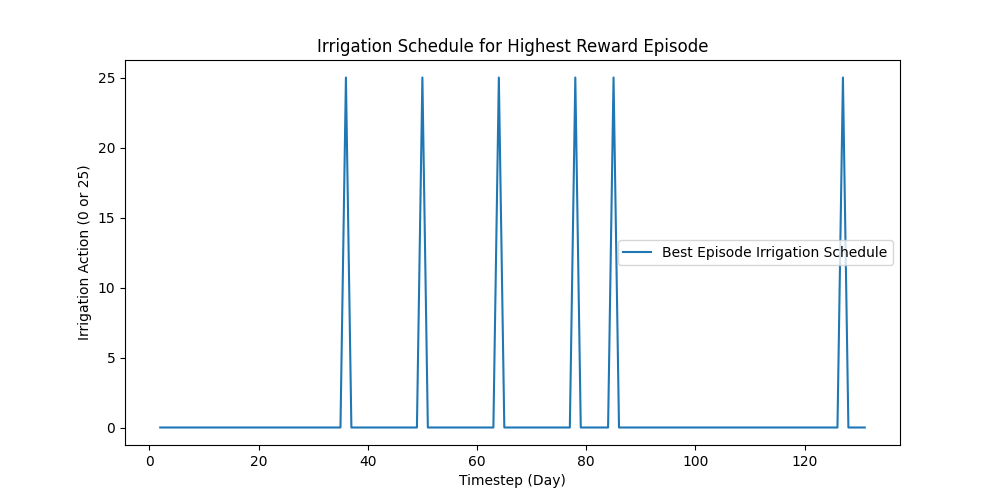 Irrigation Schedule for Highest Reward Episode
Irrigation Action (0 or 25)
25
20
15
10
5
0
Best Episode Irrigation Schedule
0 20 40 60 80 100 120
Timestep (Day)